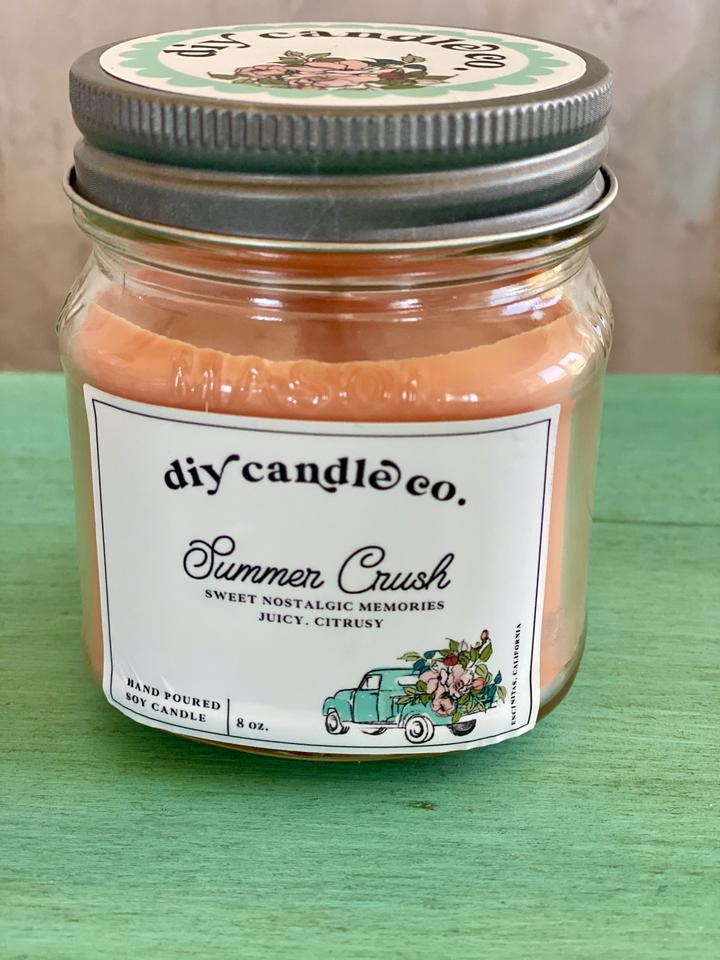 diy candle co.
MASON
diy candle co.
Summer Crush
SWEET NOSTALGIC MEMORIES
JUICY. CITRUSY
HAND POURED
SOY CANDLE
8 oz.
ENCINITAS, CALIFORNIA